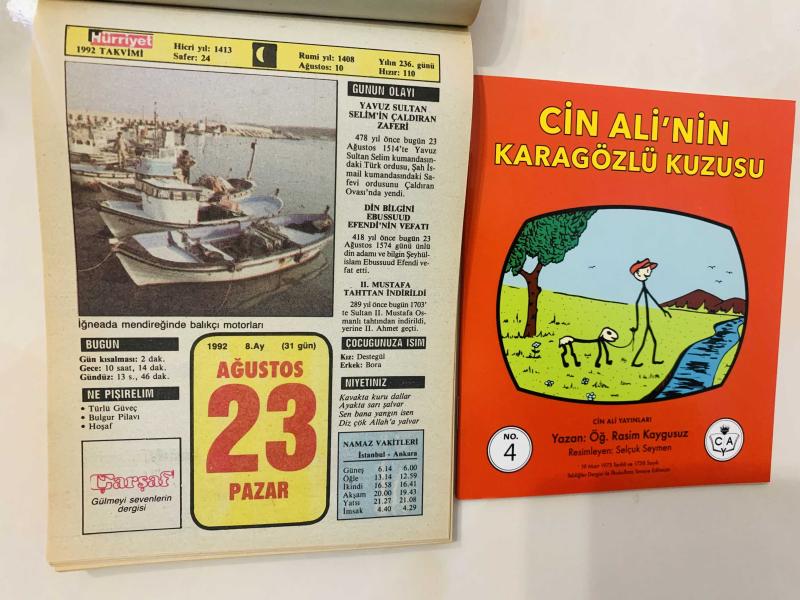 Hürriyet
1992 TAKVİMİ
Hicri yıl: 1413
Safer: 24
Rumi yıl: 1408
Ağustos: 10
Yılın 236. günü
Hızır: 110
GÜNÜN OLAYI
YAVUZ SULTAN
SELİM'İN ÇALDIRAN
ZAFERİ
478 yıl önce bugün 23
Ağustos 1514'te Yavuz
Sultan Selim kumandasın-
daki Türk ordusu, Şah İs-
mail kumandasındaki Sa-
fevi ordusunu Çaldıran
Ovası'nda yendi.
DİN BİLGİNİ
EBUSSUUD
EFENDİ'NİN VEFATI
418 yıl önce bugün 23
Ağustos 1574 günü ünlü
din adamı ve bilgin Şeyhül-
islam Ebussuud Efendi ve-
fat etti.
II. MUSTAFA
TAHTTAN İNDİRİLDİ
289 yıl önce bugün 1703'
te Sultan II. Mustafa Os-
manlı tahtından indirildi,
yerine II. Ahmet geçti.
İğneada mendireğinde balıkçı motorları
BUGÜN
Gün kısalması: 2 dak.
Gece: 10 saat, 14 dak.
Gündüz: 13 s., 46 dak.
NE PİŞİRELİM
• Türlü Güveç
• Bulgur Pilavı
• Hoşaf
Çarşaf
Gülmeyi sevenlerin
dergisi
1992 8.Ay (31 gün)
AĞUSTOS
23
PAZAR
ÇOCUĞUNUZA İSİM
Kız: Destegül
Erkek: Bora
NİYETİNİZ
Kavakta kuru dallar
Ayakta sarı şalvar
Sen bana yangın isen
Diz çök Allah'a yalvar
NAMAZ VAKİTLERİ
İstanbul - Ankara
Güneş 6.14 6.00
Öğle 13.14 12.59
İkindi 16.58 16.41
Akşam 20.00 19.43
Yatsı 21.27 21.08
İmsak 4.40 4.29
CİN ALİ'NİN
KARAGÖZLÜ KUZUSU
CİN ALİ YAYINLARI
Yazan: Öğ. Rasim Kaygusuz
Resimleyen: Selçuk Seymen
NO.
4
C A